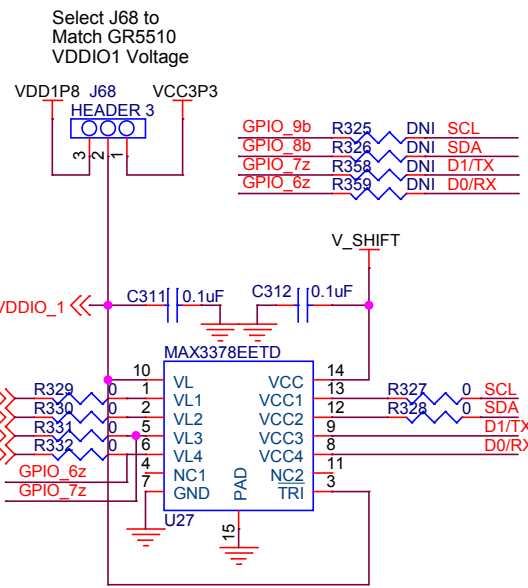 Select J68 to
Match GR5510
VDDIO1 Voltage
VDD1P8 J68 VCC3P3
HEADER 3
3 2 1
GPIO_9b R325 DNI SCL
GPIO_8b R326 DNI SDA
GPIO_7z R358 DNI D1/TX
GPIO_6z R359 DNI D0/RX
V_SHIFT
C311 0.1uF C312 0.1uF
VDDIO_1
MAX3378EETD
10 VL VCC 14
R329 0 1 VL1 VCC1 13 R327 0 SCL
R330 0 2 VL2 VCC2 12 R328 0 SDA
R331 0 5 VL3 VCC3 9 D1/TX
R332 0 6 VL4 VCC4 8 D0/RX
GPIO_6z 4 NC1 NC2 11
GPIO_7z 7 GND PAD TRI 3
U27
15